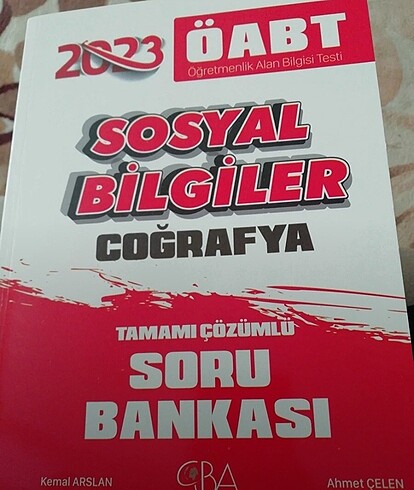 2023
ÖABT
Öğretmenlik Alan Bilgisi Testi
SOSYAL
BİLGİLER
COĞRAFYA
TAMAMI ÇÖZÜMLÜ
SORU
BANKASI
Kemal ARSLAN
CBA
Ahmet ÇELEN